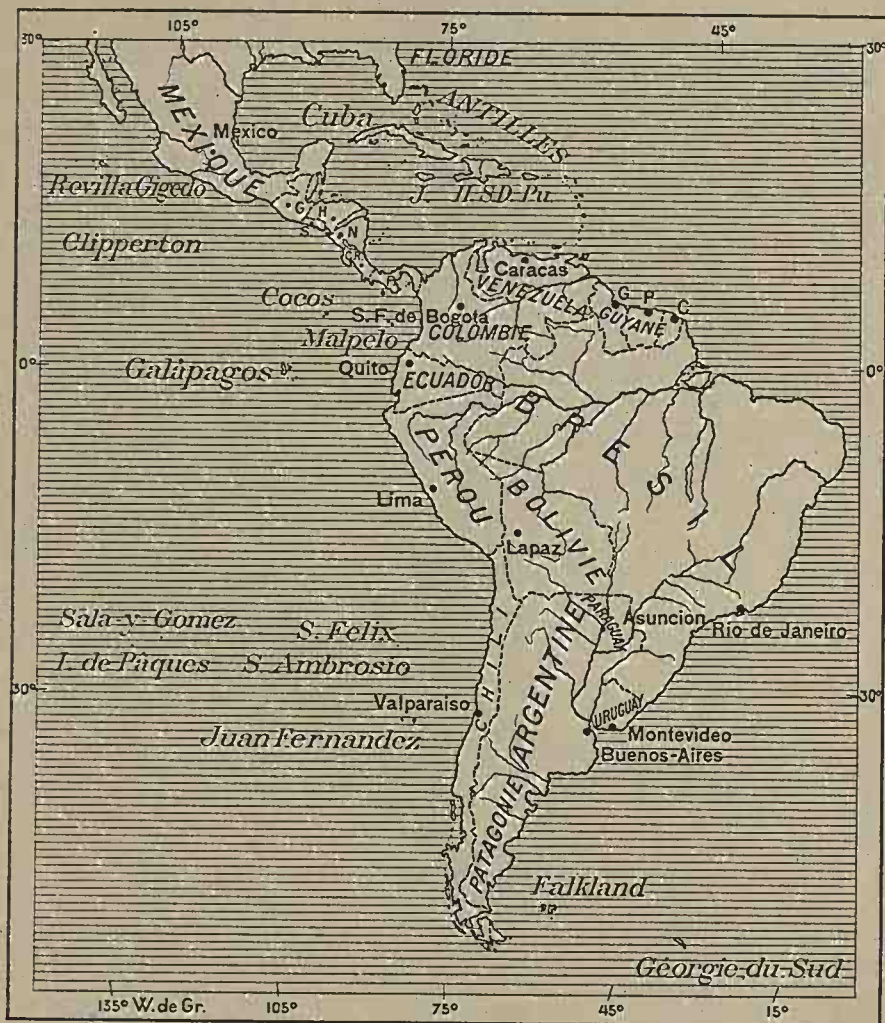 105° 75° 45°
30° 30°
FLORIDE
MEXIQUE
Mexico
Cuba
ANTILLES
Revilla Gigedo
J. H. SD. Pu.
G H
S. N
C.R.
P.
Clipperton
Caracas
VENEZUELA
G P C
GUYANE
Cocos
S.F. de Bogota
COLOMBIE
Malpelo
0° 0°
Galapagos
Quito
ECUADOR
BRESIL
PEROU
Lima
BOLIVIE
Lapaz
PARAGUAY
Asuncion
Rio de Janeiro
Sala-y-Gomez
S. Felix
I. de Pâques
S. Ambrosio
30° 30°
CHILI
Valparaiso
ARGENTINE
URUGUAY
Montevideo
Buenos-Aires
Juan Fernandez
PATAGONIE
Falkland
Géorgie-du-Sud
135° W. de Gr. 105° 75° 45° 15°